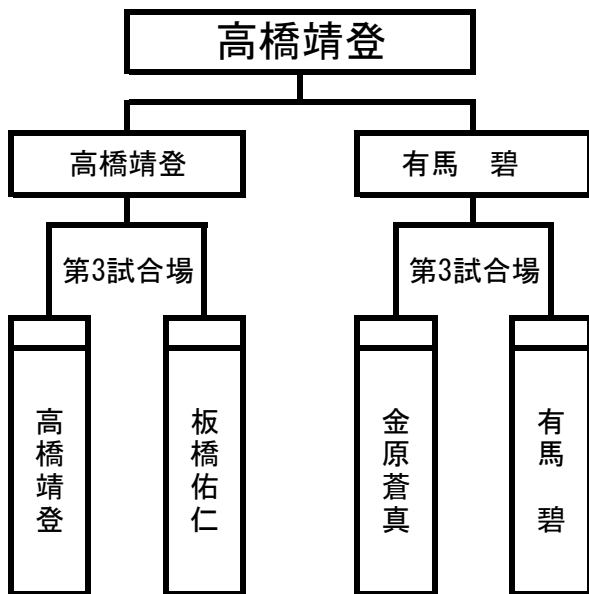 高橋靖登
高橋靖登
有馬　碧
第3試合場
第3試合場
高橋靖登
板橋佑仁
金原蒼真
有馬　碧